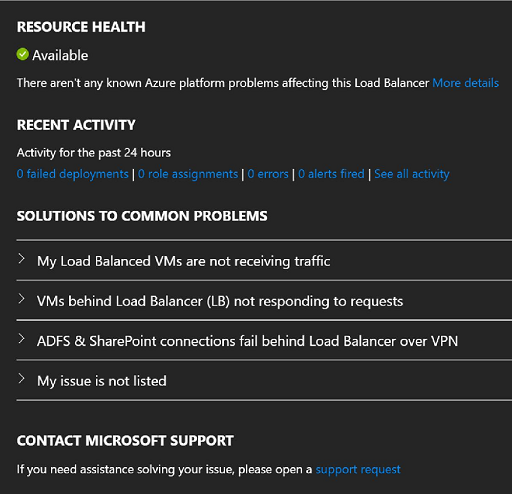 RESOURCE HEALTH
Available
There aren't any known Azure platform problems affecting this Load Balancer More details
RECENT ACTIVITY
Activity for the past 24 hours
0 failed deployments | 0 role assignments | 0 errors | 0 alerts fired | See all activity
SOLUTIONS TO COMMON PROBLEMS
My Load Balanced VMs are not receiving traffic
VMs behind Load Balancer (LB) not responding to requests
ADFS & SharePoint connections fail behind Load Balancer over VPN
My issue is not listed
CONTACT MICROSOFT SUPPORT
If you need assistance solving your issue, please open a support request